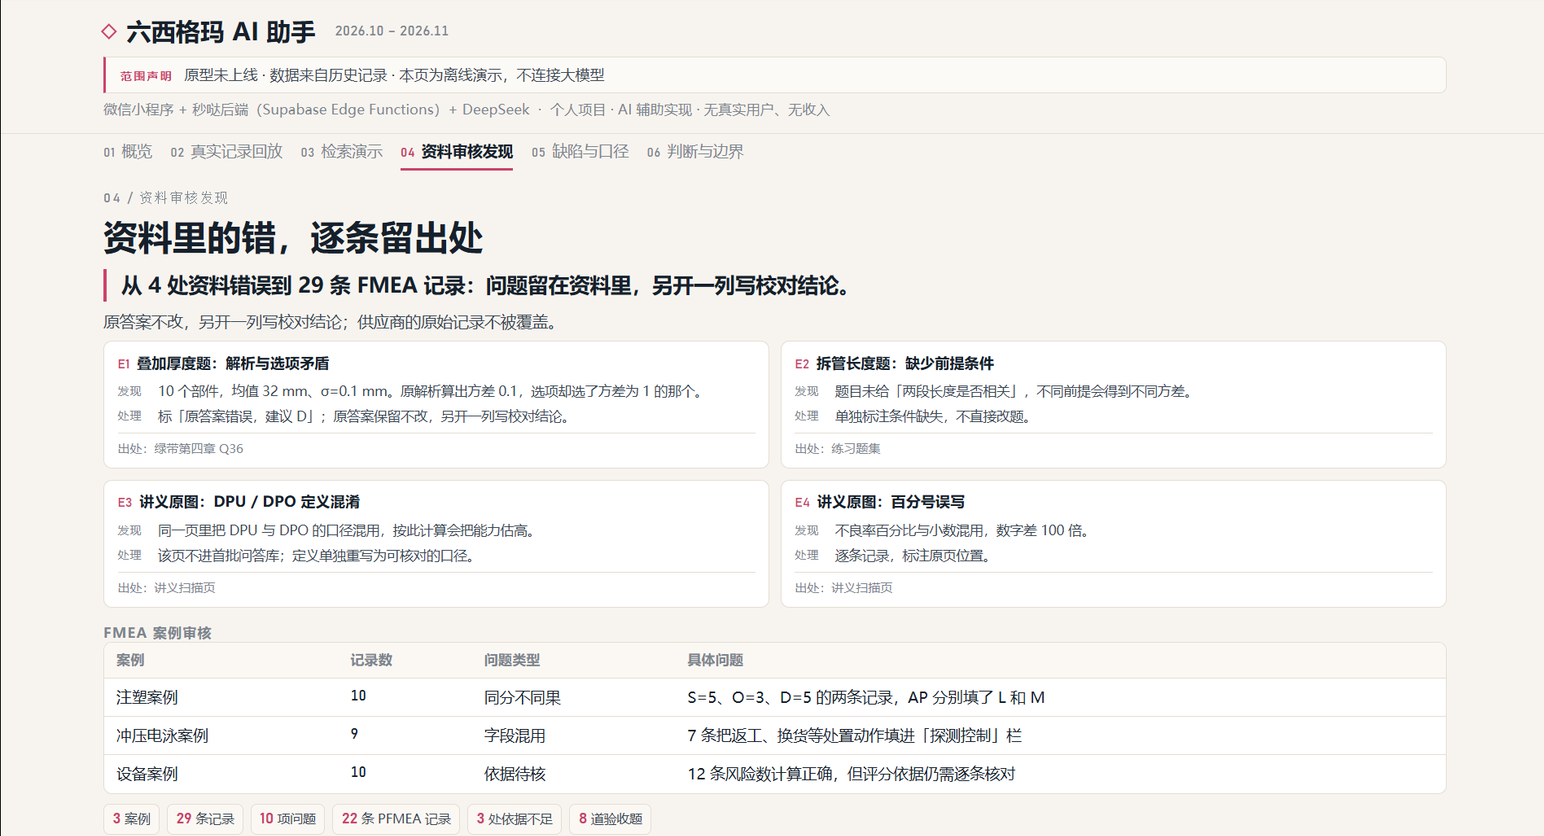 六西格玛 AI 助手 2026.10 – 2026.11
范围声明 原型未上线 · 数据来自历史记录 · 本页为离线演示，不连接大模型
微信小程序 + 秒哒后端（Supabase Edge Functions）+ DeepSeek · 个人项目 · AI 辅助实现 · 无真实用户、无收入
01 概览 02 真实记录回放 03 检索演示 04 资料审核发现 05 缺陷与口径 06 判断与边界
04 / 资料审核发现
资料里的错，逐条留出处
从 4 处资料错误到 29 条 FMEA 记录：问题留在资料里，另开一列写校对结论。
原答案不改，另开一列写校对结论；供应商的原始记录不被覆盖。
E1 叠加厚度题：解析与选项矛盾
发现 10 个部件，均值 32 mm、σ=0.1 mm。原解析算出方差 0.1，选项却选了方差为 1 的那个。
处理 标「原答案错误，建议 D」；原答案保留不改，另开一列写校对结论。
出处：绿带第四章 Q36
E2 拆管长度题：缺少前提条件
发现 题目未给「两段长度是否相关」，不同前提会得到不同方差。
处理 单独标注条件缺失，不直接改题。
出处：练习题集
E3 讲义原图：DPU / DPO 定义混淆
发现 同一页里把 DPU 与 DPO 的口径混用，按此计算会把能力估高。
处理 该页不进首批问答库；定义单独重写为可核对的口径。
出处：讲义扫描页
E4 讲义原图：百分号误写
发现 不良率百分比与小数混用，数字差 100 倍。
处理 逐条记录，标注原页位置。
出处：讲义扫描页
FMEA 案例审核
案例 记录数 问题类型 具体问题
注塑案例 10 同分不同果 S=5、O=3、D=5 的两条记录，AP 分别填了 L 和 M
冲压电泳案例 9 字段混用 7 条把返工、换货等处置动作填进「探测控制」栏
设备案例 10 依据待核 12 条风险数计算正确，但评分依据仍需逐条核对
3 案例 29 条记录 10 项问题 22 条 PFMEA 记录 3 处依据不足 8 道验收题